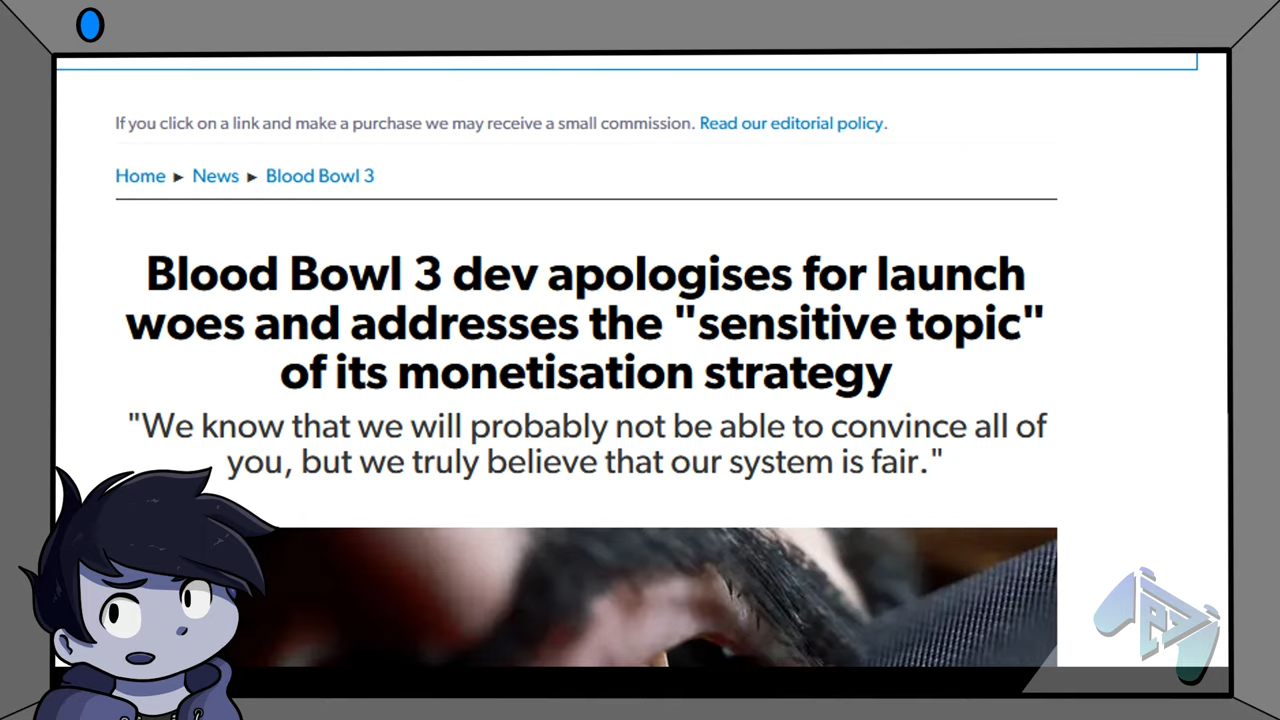 If you click on a link and make a purchase we may receive a small commission. Read our editorial policy.
Home ► News ► Blood Bowl 3
Blood Bowl 3 dev apologises for launch
woes and addresses the "sensitive topic"
of its monetisation strategy
"We know that we will probably not be able to convince all of
you, but we truly believe that our system is fair."